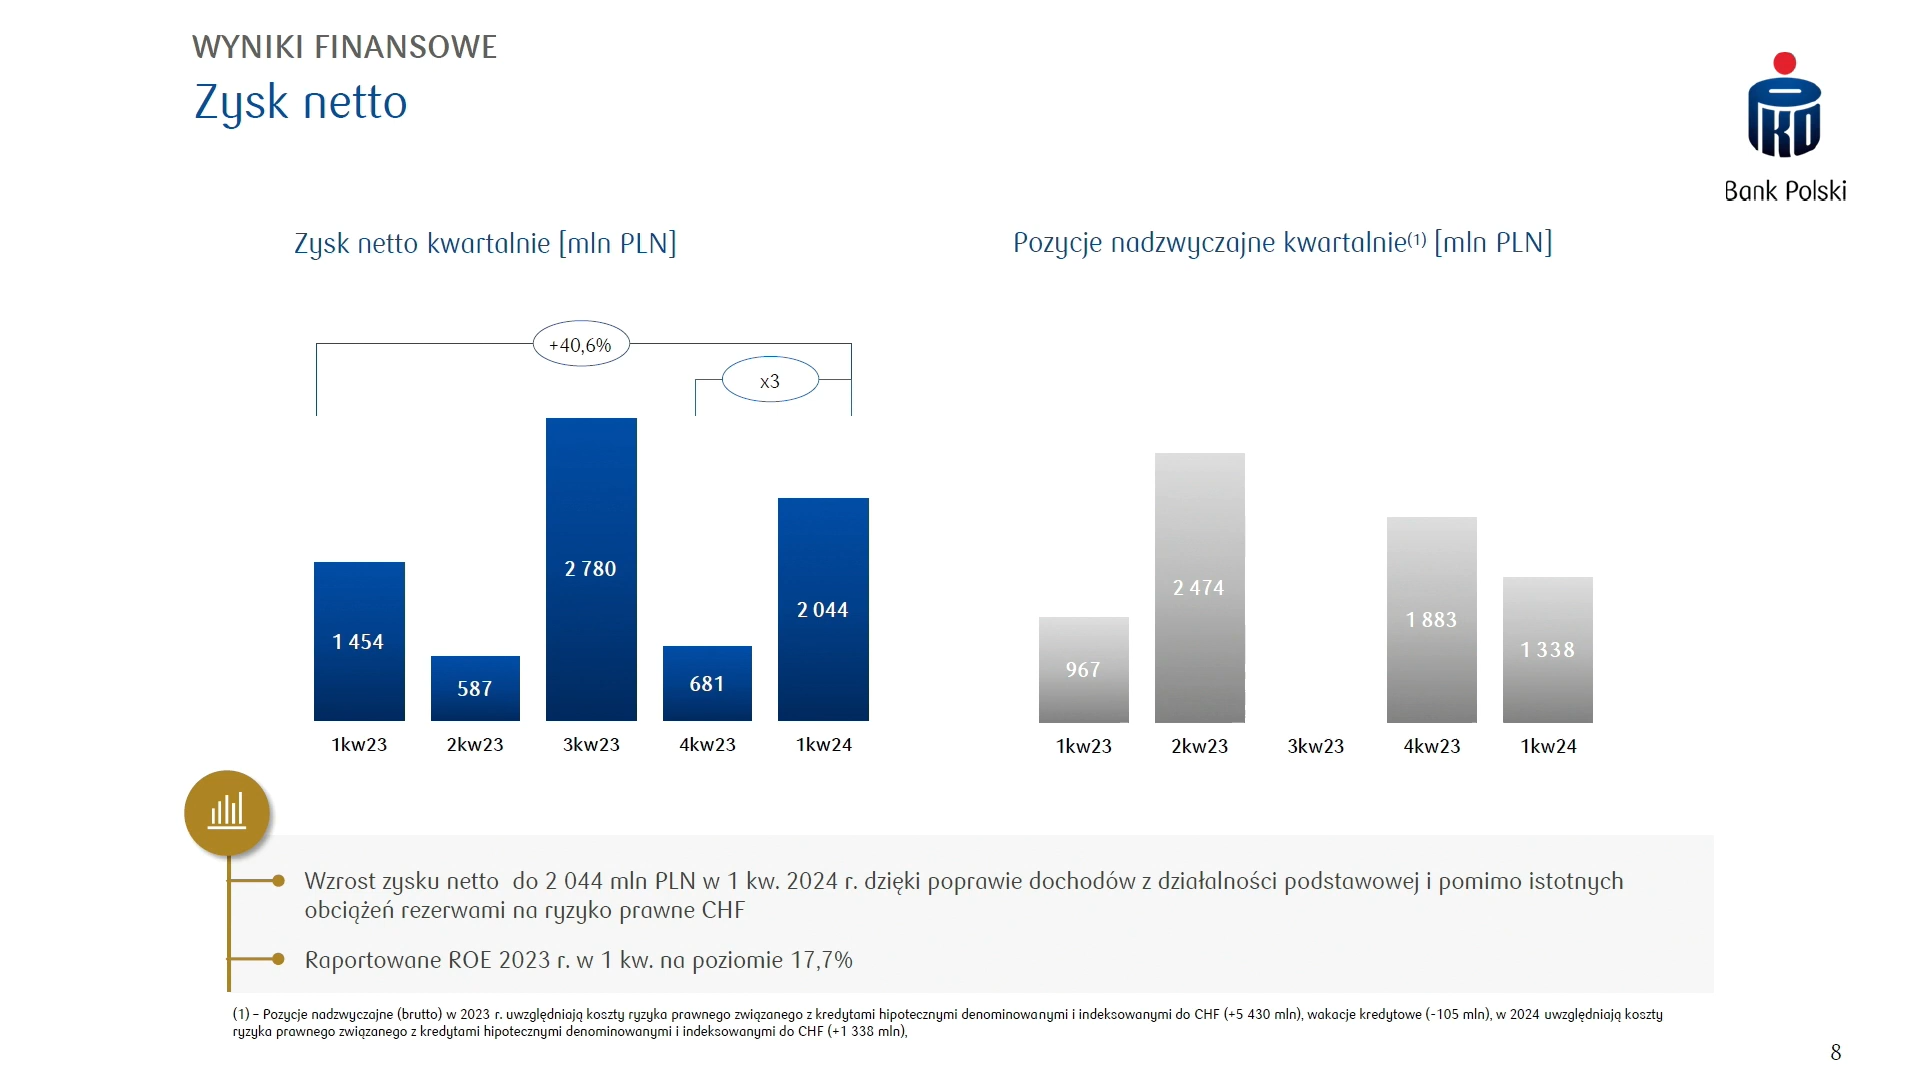 WYNIKI FINANSOWE
Zysk netto
PKO
Bank Polski
Zysk netto kwartalnie [mln PLN]
+40,6%
x3
1 454
587
2 780
681
2 044
1kw23
2kw23
3kw23
4kw23
1kw24
Pozycje nadzwyczajne kwartalnie(1) [mln PLN]
967
2 474
1 883
1 338
1kw23
2kw23
3kw23
4kw23
1kw24
Wzrost zysku netto do 2 044 mln PLN w 1 kw. 2024 r. dzięki poprawie dochodów z działalności podstawowej i pomimo istotnych
obciążeń rezerwami na ryzyko prawne CHF
Raportowane ROE 2023 r. w 1 kw. na poziomie 17,7%
(1) – Pozycje nadzwyczajne (brutto) w 2023 r. uwzględniają koszty ryzyka prawnego związanego z kredytami hipotecznymi denominowanymi i indeksowanymi do CHF (+5 430 mln), wakacje kredytowe (-105 mln), w 2024 uwzględniają koszty
ryzyka prawnego związanego z kredytami hipotecznymi denominowanymi i indeksowanymi do CHF (+1 338 mln),
8